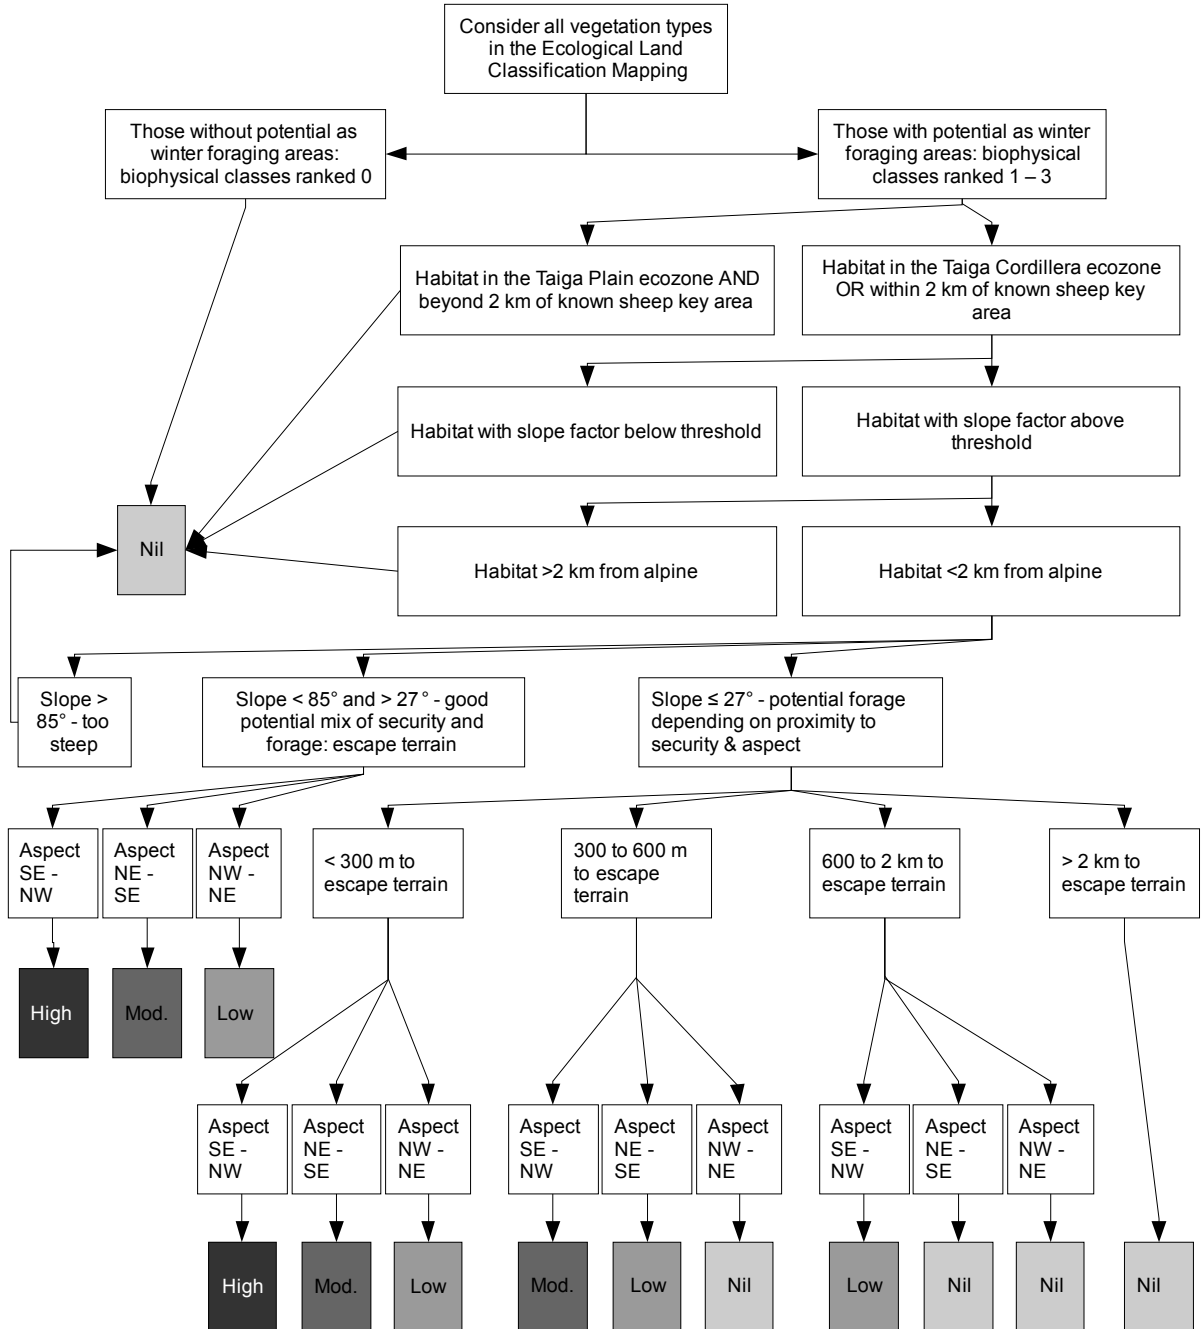 Consider all vegetation types
in the Ecological Land
Classification Mapping
Those without potential as
winter foraging areas:
biophysical classes ranked 0
Those with potential as winter
foraging areas: biophysical
classes ranked 1 – 3
Habitat in the Taiga Plain ecozone AND
beyond 2 km of known sheep key area
Habitat in the Taiga Cordillera ecozone
OR within 2 km of known sheep key
area
Habitat with slope factor below threshold
Habitat with slope factor above
threshold
Nil
Habitat >2 km from alpine
Habitat <2 km from alpine
Slope >
85° - too
steep
Slope < 85° and > 27° - good
potential mix of security and
forage: escape terrain
Slope ≤ 27° - potential forage
depending on proximity to
security & aspect
Aspect
SE -
NW
Aspect
NE -
SE
Aspect
NW -
NE
< 300 m to
escape terrain
300 to 600 m
to escape
terrain
600 to 2 km to
escape terrain
> 2 km to
escape terrain
High
Mod.
Low
Aspect
SE -
NW
Aspect
NE -
SE
Aspect
NW -
NE
Aspect
SE -
NW
Aspect
NE -
SE
Aspect
NW -
NE
Aspect
SE -
NW
Aspect
NE -
SE
Aspect
NW -
NE
High
Mod.
Low
Mod.
Low
Nil
Low
Nil
Nil
Nil